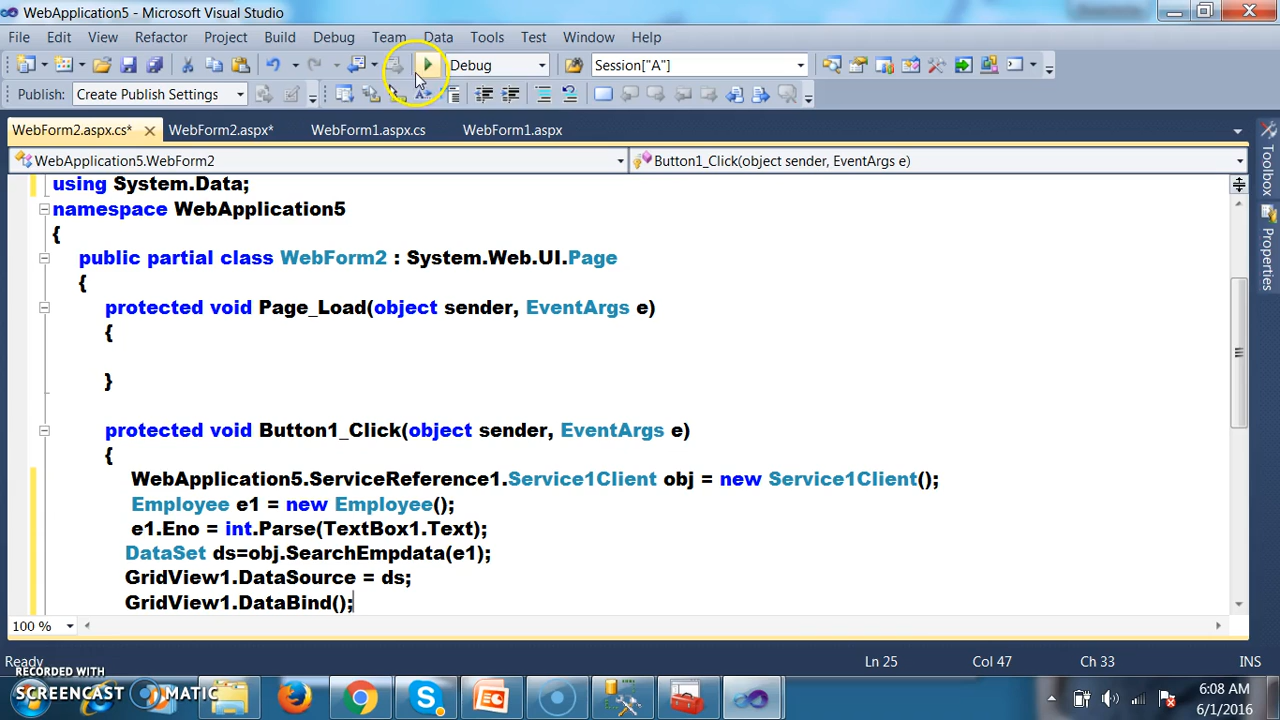 WebApplication5 - Microsoft Visual Studio
File Edit View Refactor Project Build Debug Team Data Tools Test Window Help
Debug Session["A"]
Publish: Create Publish Settings
WebForm2.aspx.cs* WebForm2.aspx* WebForm1.aspx.cs WebForm1.aspx
WebApplication5.WebForm2 Button1_Click(object sender, EventArgs e)
using System.Data;
namespace WebApplication5
{
public partial class WebForm2 : System.Web.UI.Page
{
protected void Page_Load(object sender, EventArgs e)
{
}
protected void Button1_Click(object sender, EventArgs e)
{
WebApplication5.ServiceReference1.Service1Client obj = new Service1Client();
Employee e1 = new Employee();
e1.Eno = int.Parse(TextBox1.Text);
DataSet ds=obj.SearchEmpdata(e1);
GridView1.DataSource = ds;
GridView1.DataBind();
100 %
Toolbox
Properties
Ready Ln 25 Col 47 Ch 33 INS
RECORDED WITH
SCREENCAST MATIC
6:08 AM
6/1/2016